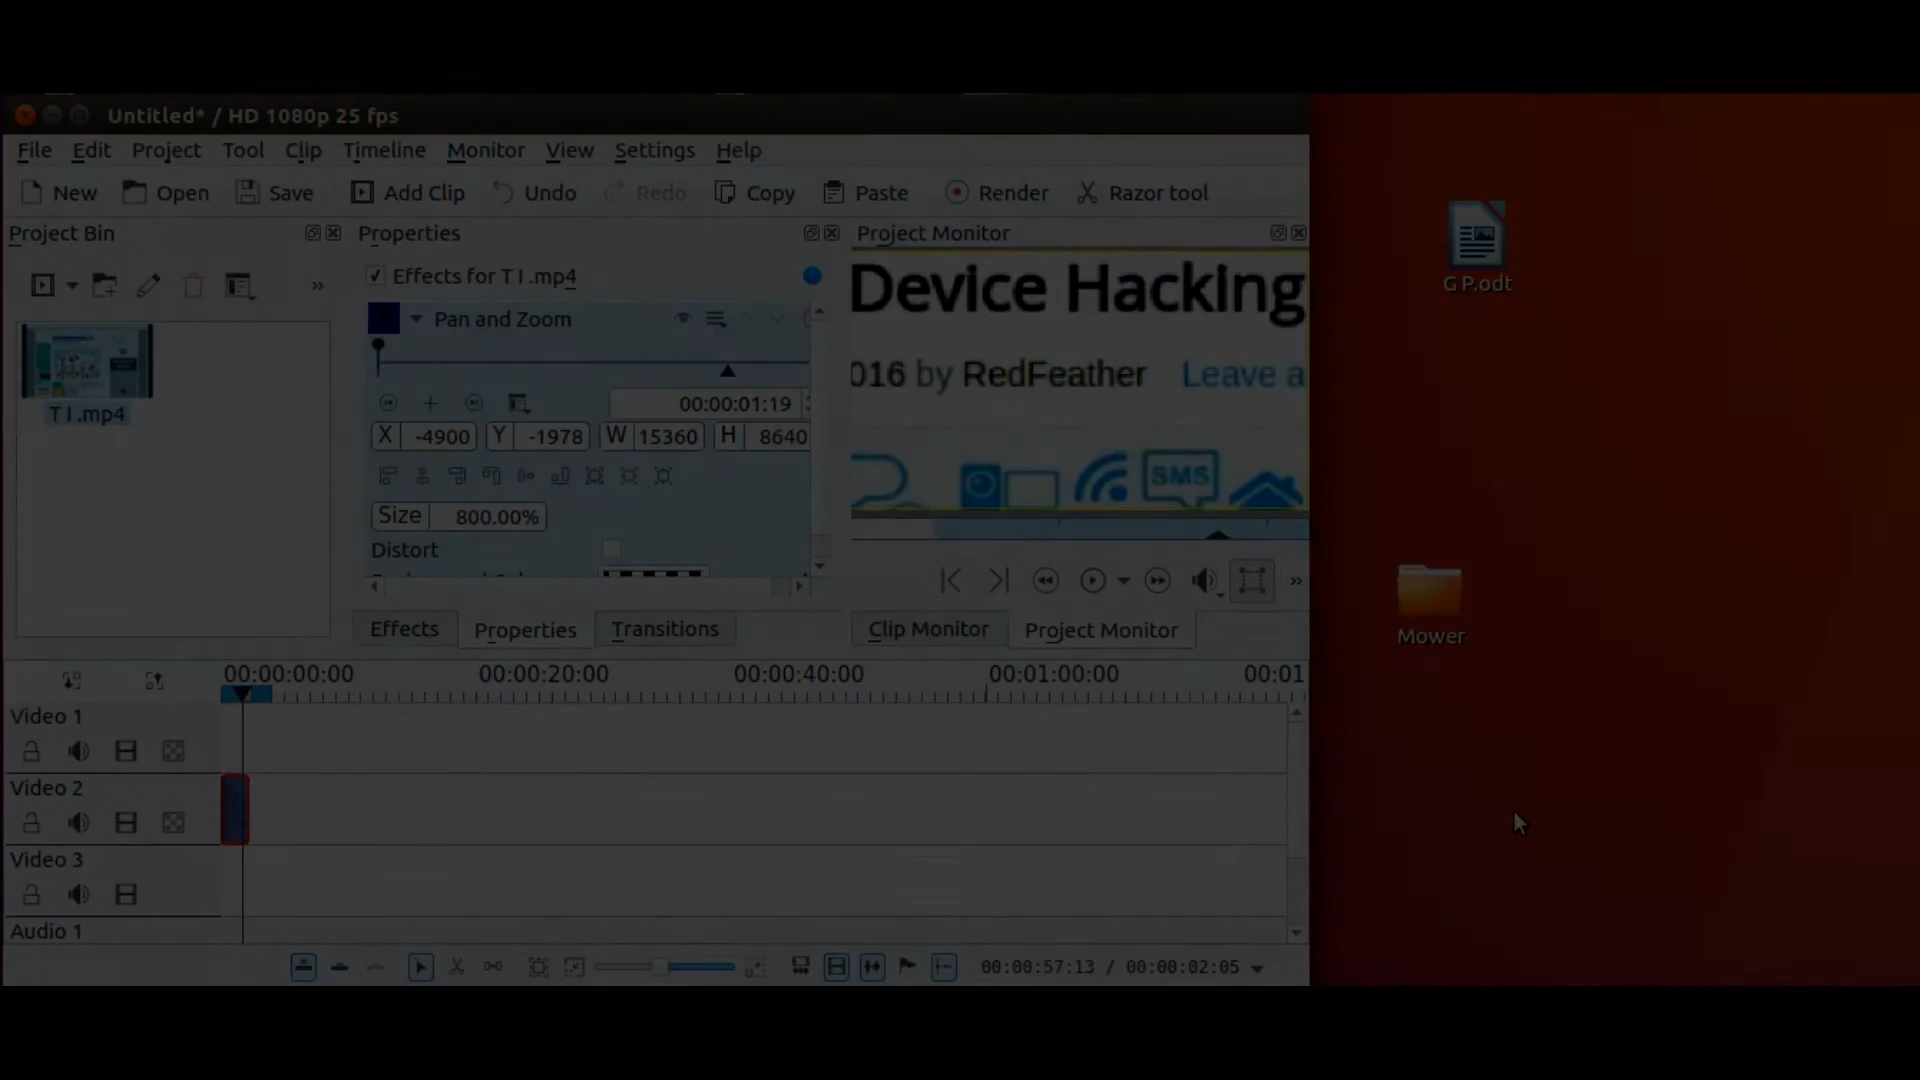 Untitled* / HD 1080p 25 fps
File Edit Project Tool Clip Timeline Monitor View Settings Help
New Open Save Add Clip Undo Redo Copy Paste Render Razor tool
Project Bin
Properties
Project Monitor
T I .mp4
Effects for T I .mp4
Pan and Zoom
00:00:01:19
X -4900 Y -1978 W 15360 H 8640
Size 800.00%
Distort
Effects Properties Transitions
Device Hacking
016 by RedFeather Leave a
SMS
Clip Monitor Project Monitor
G P.odt
Mower
00:00:00:00 00:00:20:00 00:00:40:00 00:01:00:00 00:01
Video 1
Video 2
Video 3
Audio 1
00:00:57:13 / 00:00:02:05